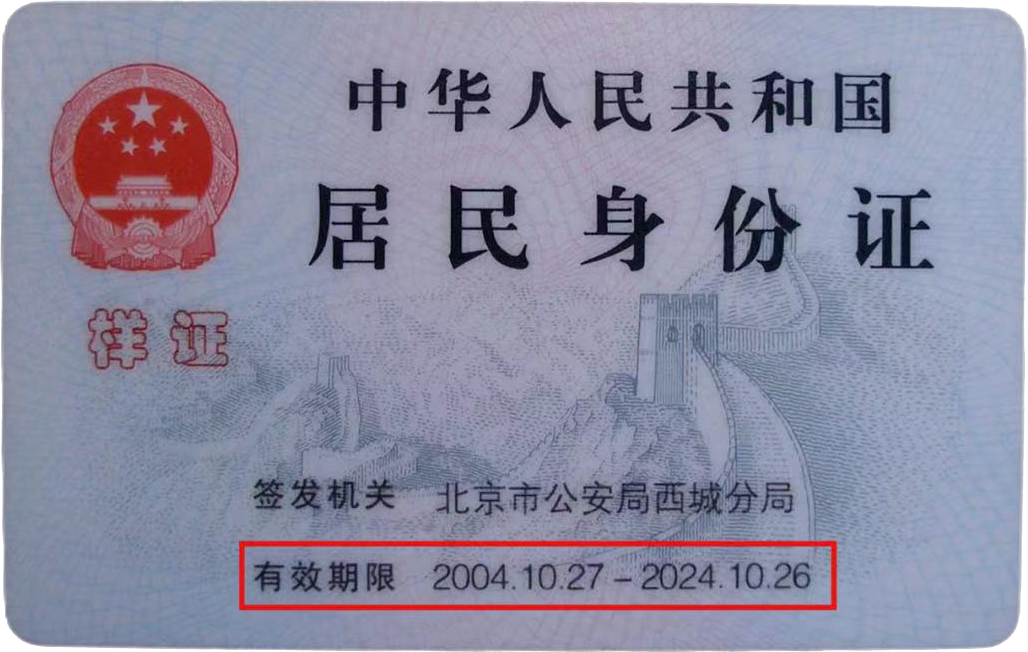 中华人民共和国
居民身份证
样证
签发机关 北京市公安局西城分局
有效期限 2004.10.27-2024.10.26